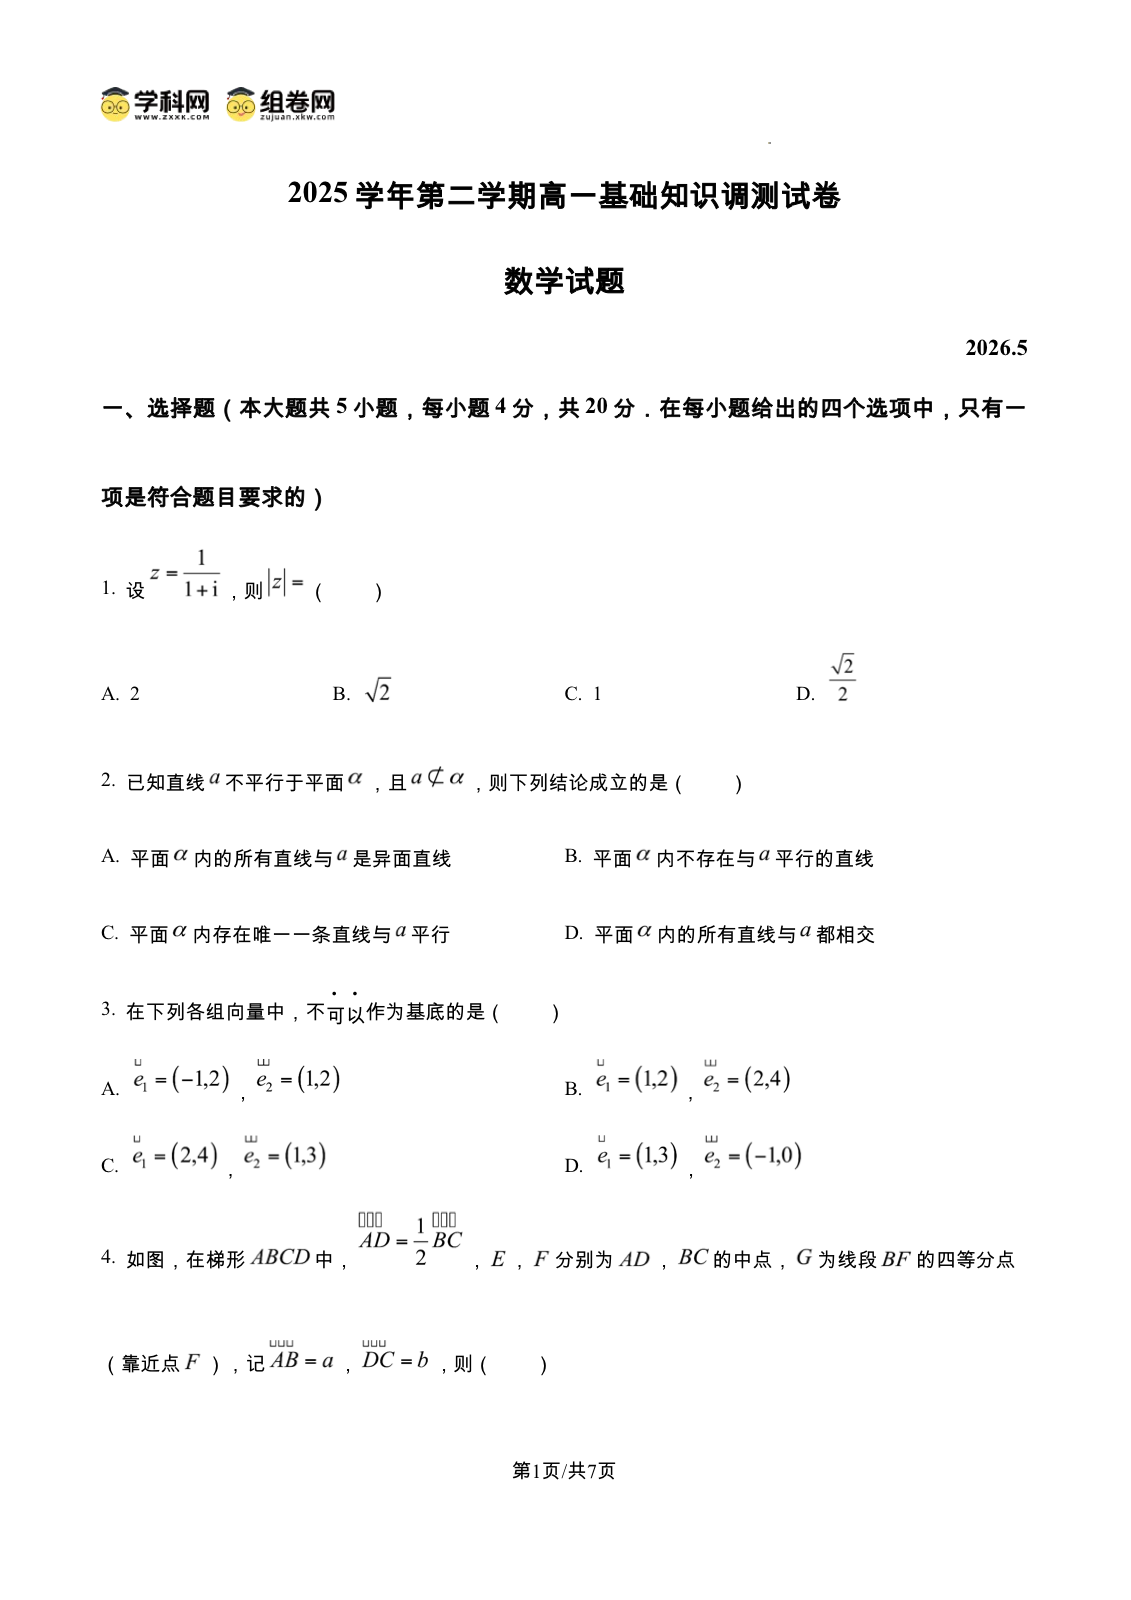 学科网 组卷网
www.zxxk.com zujuan.xkw.com
2025 学年第二学期高一基础知识调测试卷
数学试题
2026.5
一、选择题（本大题共 5 小题，每小题 4 分，共 20 分．在每小题给出的四个选项中，只有一
项是符合题目要求的）
1. 设 z = 1/(1+i)，则 |z| =（ ）
A. 2 B. √2 C. 1 D. √2/2
2. 已知直线 a 不平行于平面 α，且 a ⊄ α，则下列结论成立的是（ ）
A. 平面 α 内的所有直线与 a 是异面直线 B. 平面 α 内不存在与 a 平行的直线
C. 平面 α 内存在唯一一条直线与 a 平行 D. 平面 α 内的所有直线与 a 都相交
3. 在下列各组向量中，不可以作为基底的是（ ）
A. e₁ = (−1,2)，e₂ = (1,2) B. e₁ = (1,2)，e₂ = (2,4)
C. e₁ = (2,4)，e₂ = (1,3) D. e₁ = (1,3)，e₂ = (−1,0)
4. 如图，在梯形 ABCD 中，AD = 1/2 BC，E，F 分别为 AD，BC 的中点，G 为线段 BF 的四等分点
（靠近点 F ），记 AB = a，DC = b，则（ ）
第1页/共7页